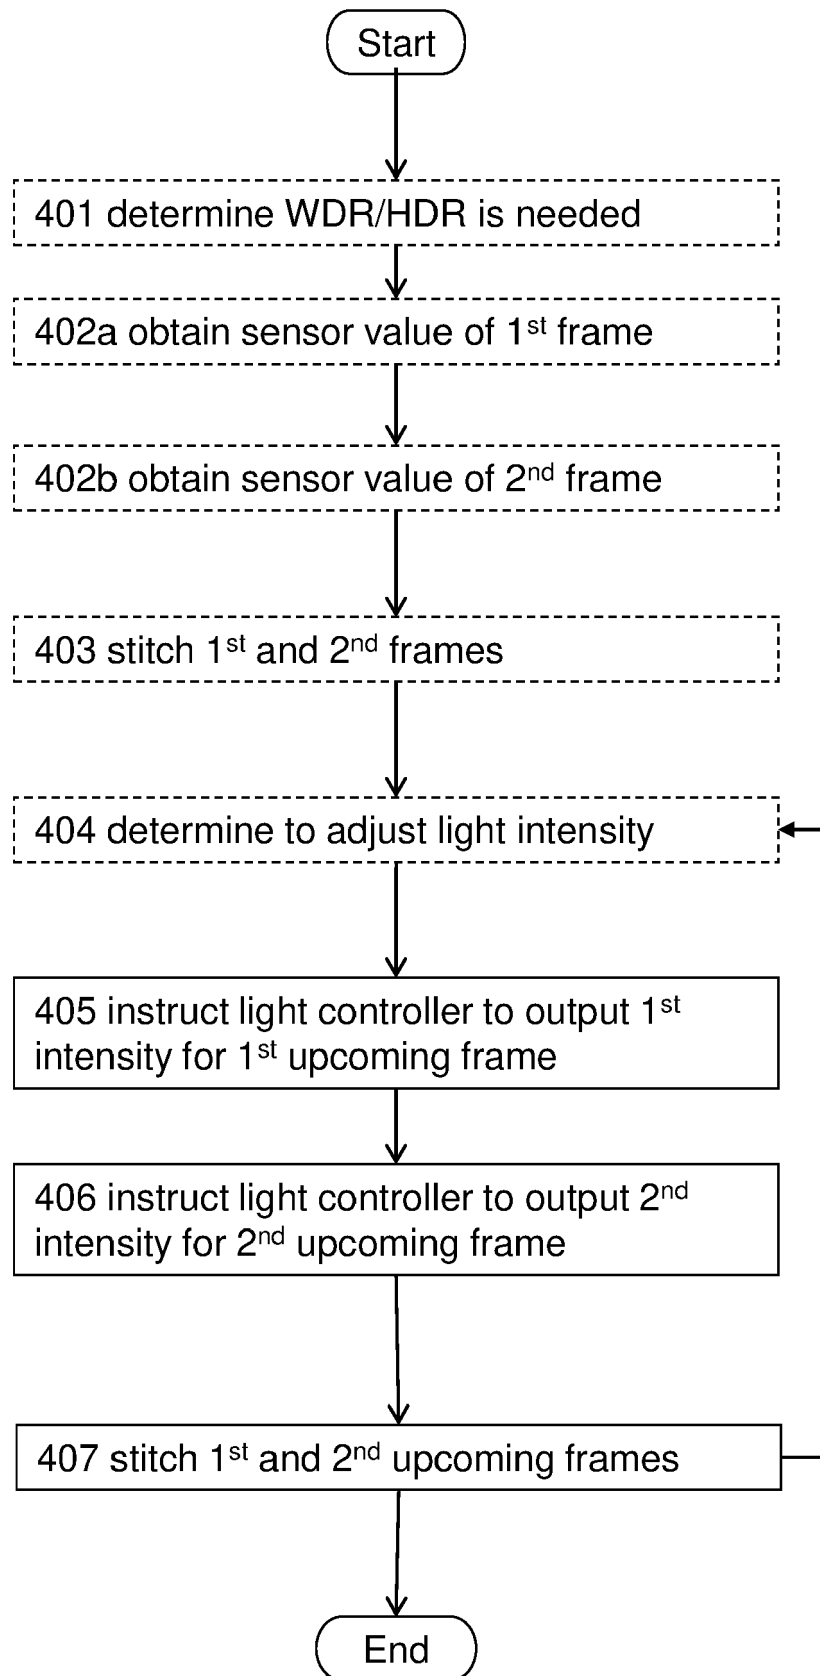 Start
401 determine WDR/HDR is needed
402a obtain sensor value of 1st frame
402b obtain sensor value of 2nd frame
403 stitch 1st and 2nd frames
404 determine to adjust light intensity
405 instruct light controller to output 1st
intensity for 1st upcoming frame
406 instruct light controller to output 2nd
intensity for 2nd upcoming frame
407 stitch 1st and 2nd upcoming frames
End